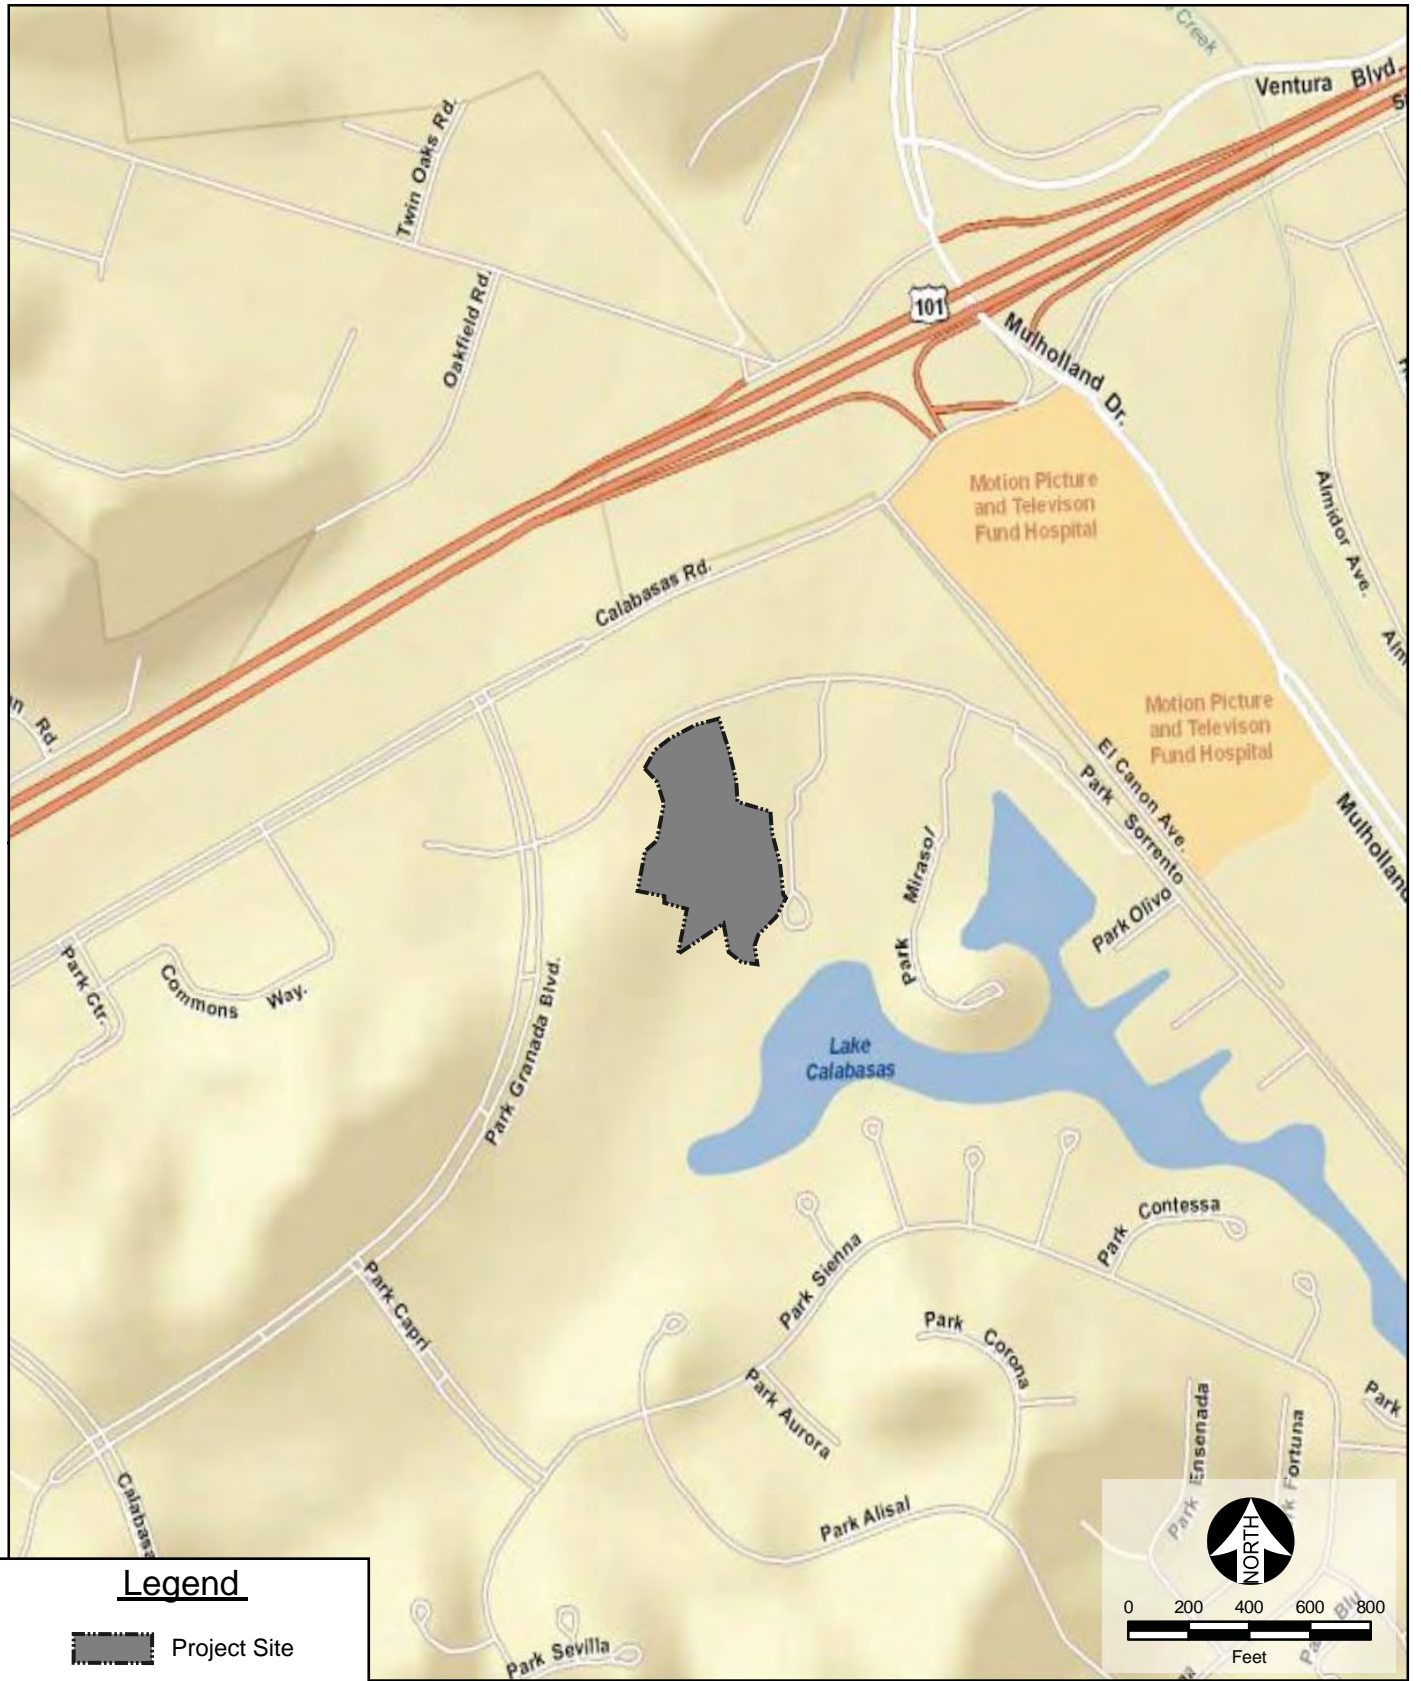 Creek
Ventura Blvd.
Twin Oaks Rd.
Oakfield Rd.
101
Mulholland Dr.
Motion Picture
and Televison
Fund Hospital
Almidor Ave.
Calabasas Rd.
Rd.
Motion Picture
and Televison
Fund Hospital
El Canon Ave.
Park Sorrento
Mulholland
Park Miraso/
Park Olivo
Park Ctr.
Commons Way.
Park Granada Blvd.
Lake
Calabasas
Park Contessa
Park Sienna
Park Capri
Park Corona
Park Aurora
Park
Park Ensenada
Fortuna
Park Alisal
Calabasa
Park Sevilla
NORTH
0 200 400 600 800
Feet
Legend
Project Site